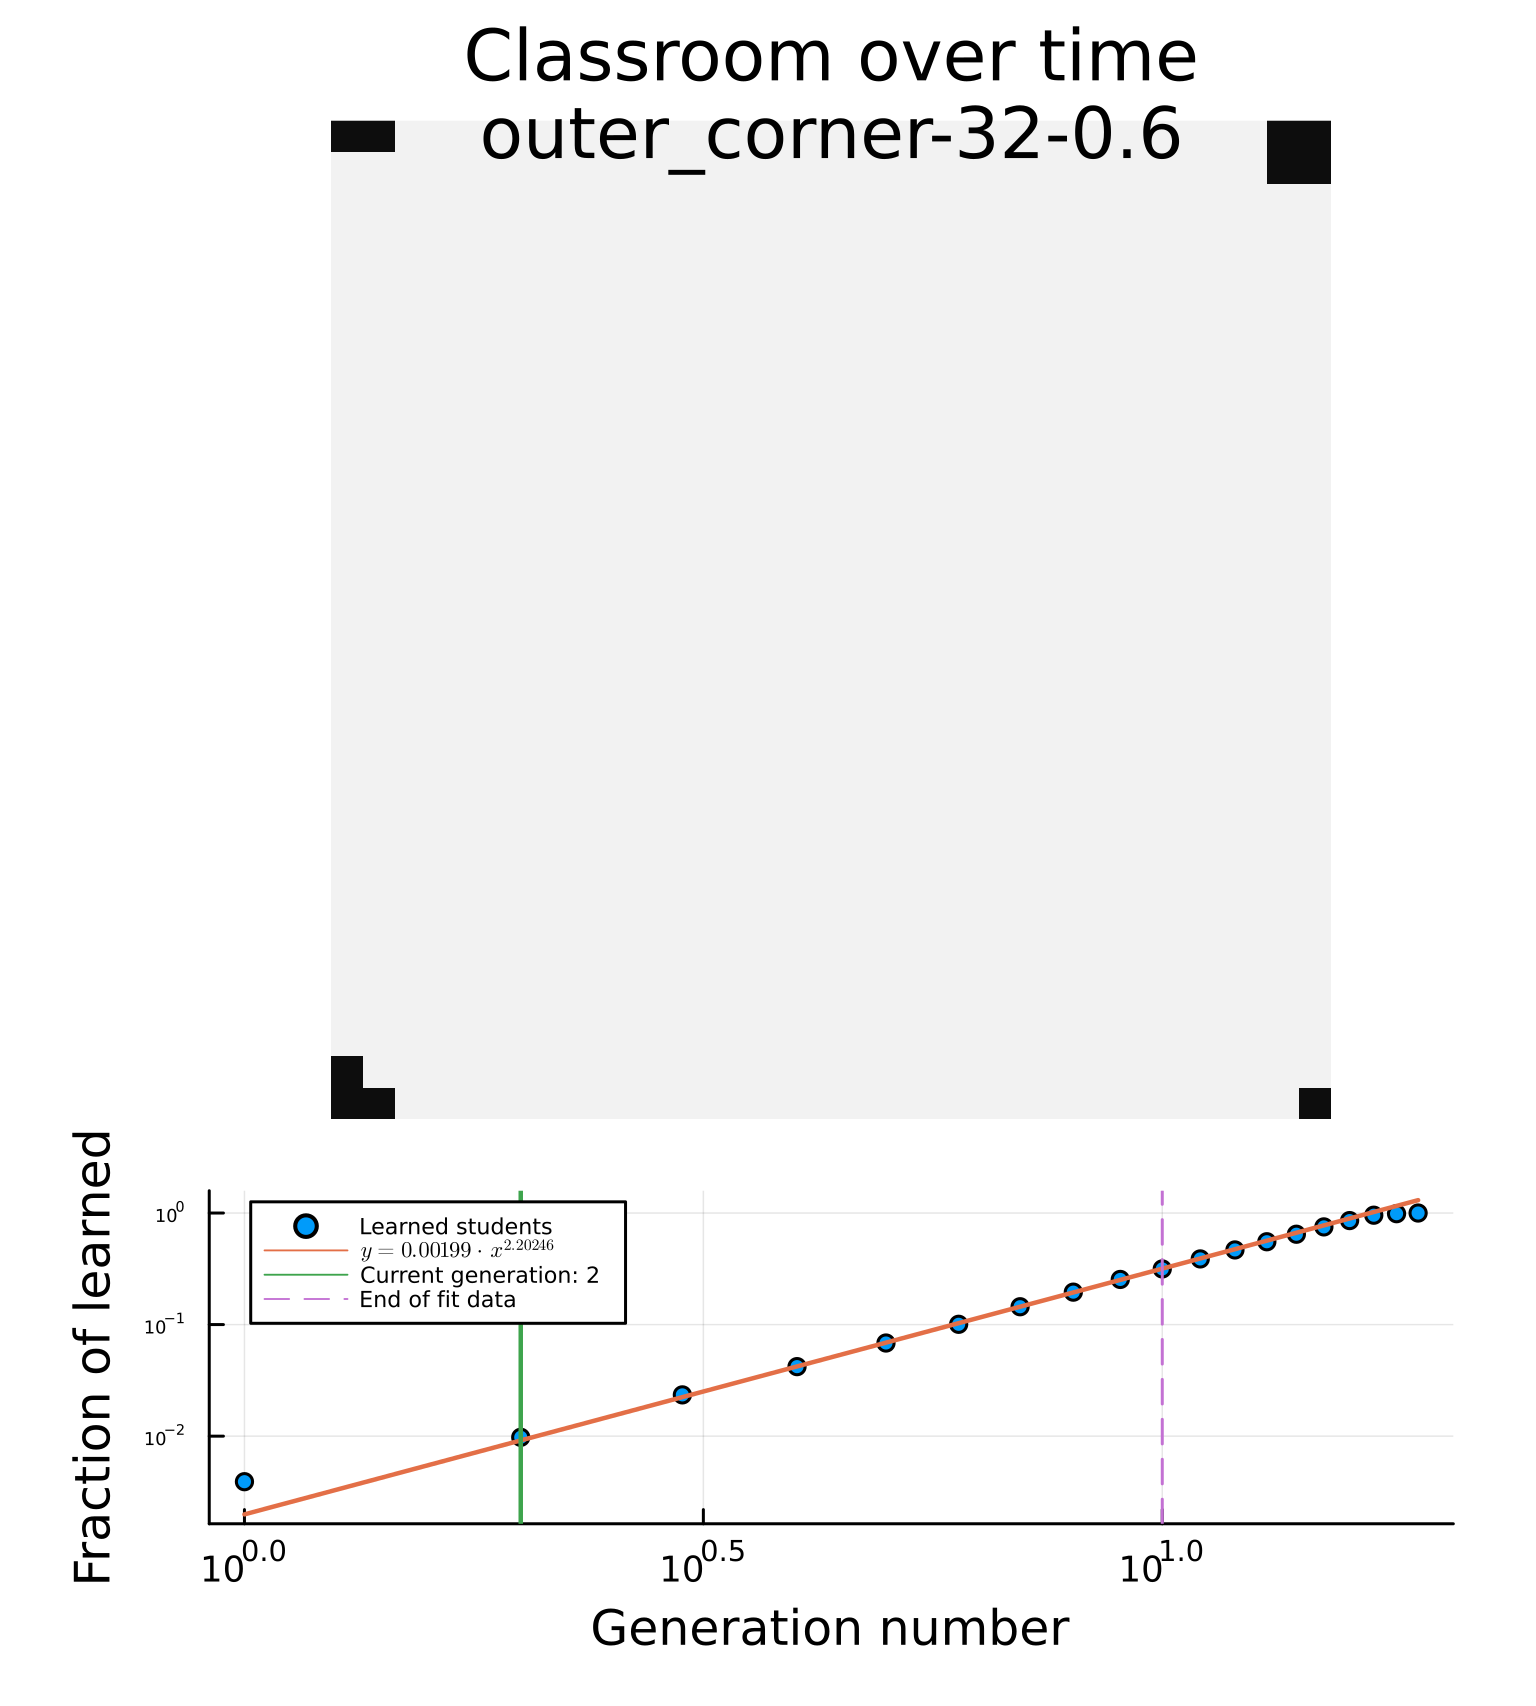 Classroom over time
outer_corner-32-0.6
Fraction of learned
10^0
10^−1
10^−2
Learned students
y = 0.00199 · x^2.20246
Current generation: 2
End of fit data
10^0.0
10^0.5
10^1.0
Generation number